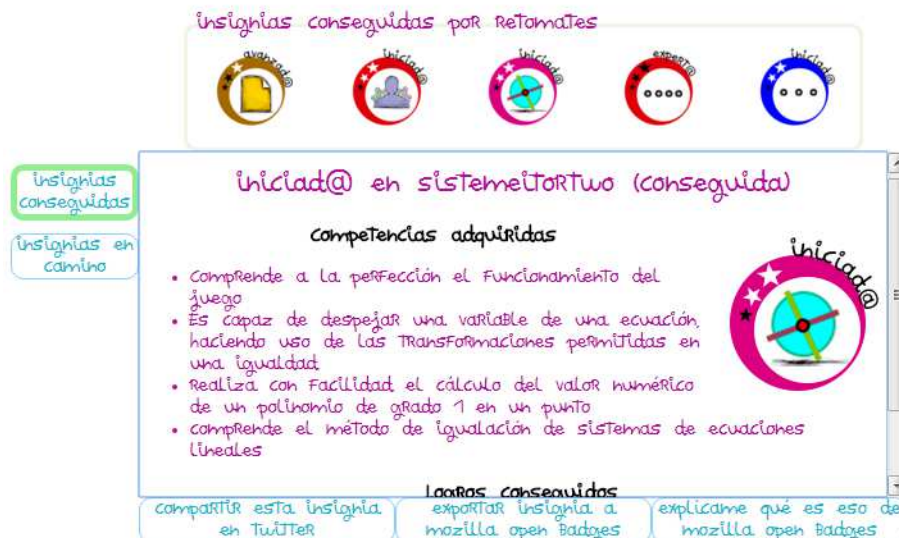 insignias conseguidas por Retomates
avanzad@
iniciad@
iniciad@
expert@
iniciad@
insignias
conseguidas
insignias en
camino
iniciad@ en sistemeitortwo (conseguida)
competencias adquiridas
• comprende a la perfección el funcionamiento del
juego
• Es capaz de despejar una variable de una ecuación,
haciendo uso de las transformaciones permitidas en
una igualdad
• Realiza con facilidad el cálculo del valor numérico
de un polinomio de grado 1 en un punto
• comprende el método de igualación de sistemas de ecuaciones
lineales
iniciad@
Logros conseguidos
compartir esta insignia
en Twitter
exportar insignia a
mozilla open Badges
explícame qué es eso de
mozilla open Badges